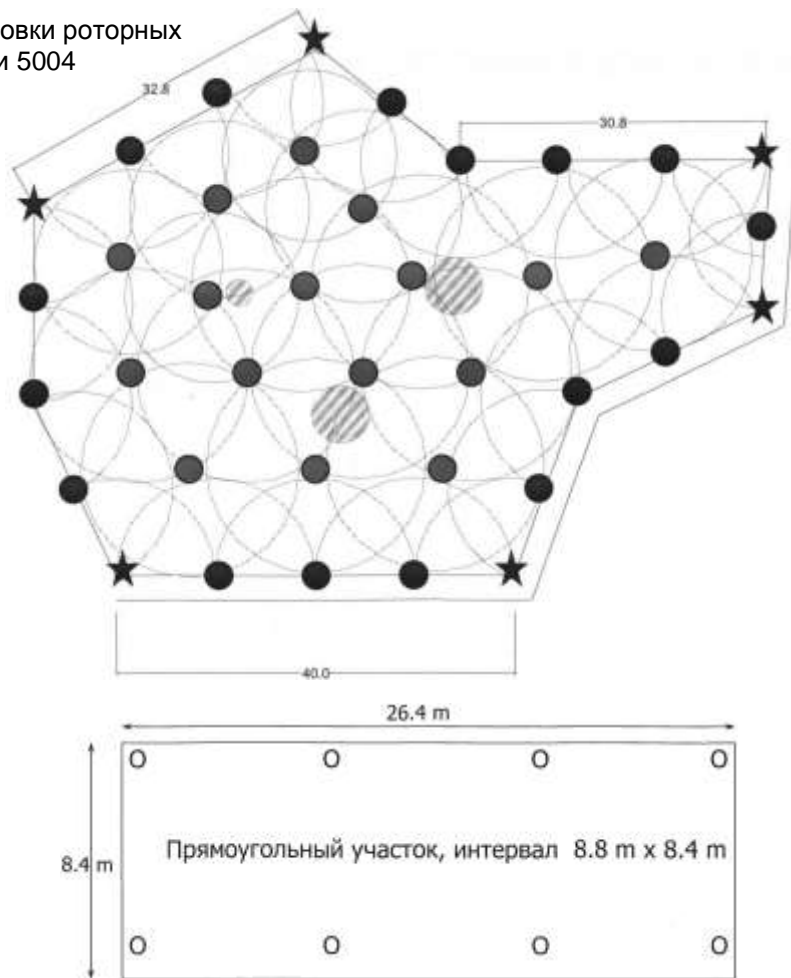 овки роторных
и 5004
32.8
30.8
40.0
26.4 m
8.4 m
Прямоугольный участок, интервал 8.8 m x 8.4 m